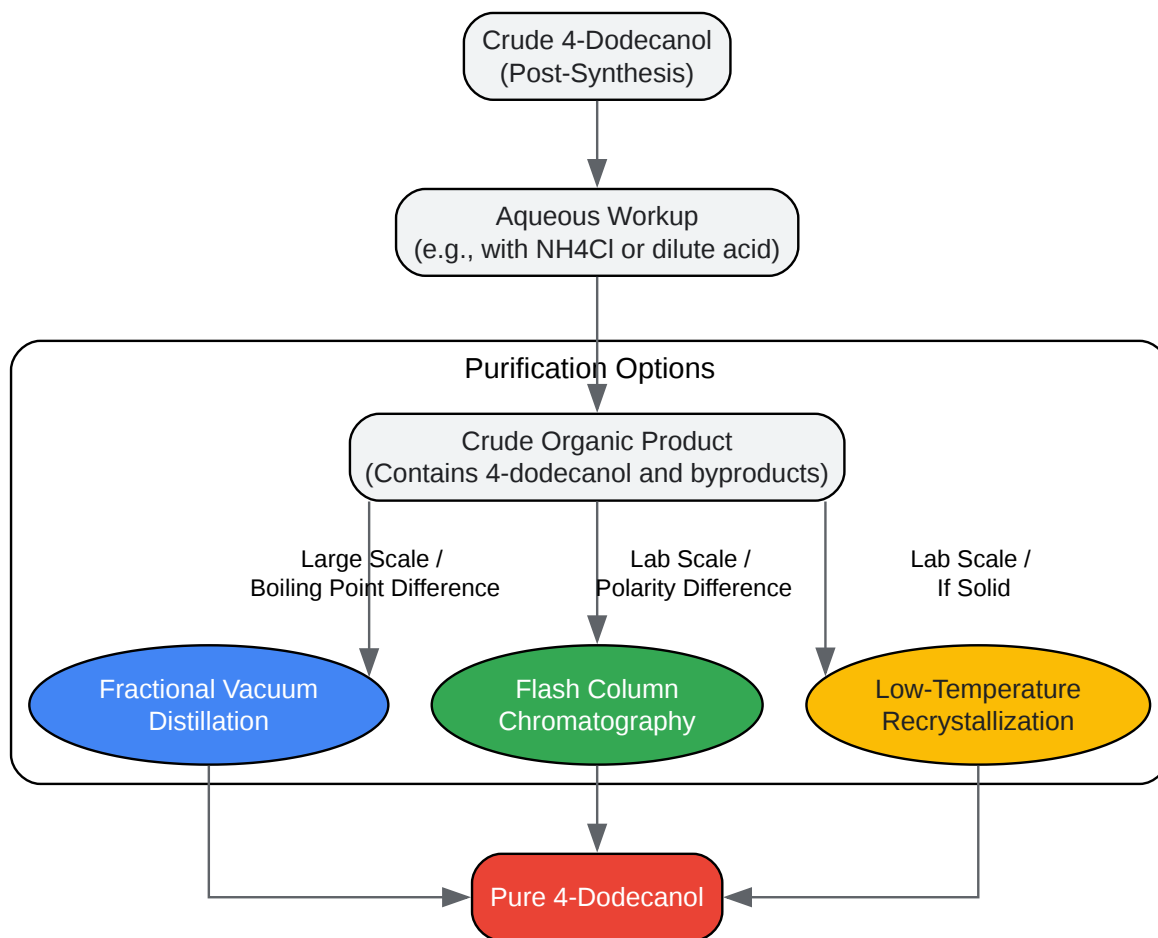 Crude 4-Dodecanol
(Post-Synthesis)
Aqueous Workup
(e.g., with NH4Cl or dilute acid)
Purification Options
Crude Organic Product
(Contains 4-dodecanol and byproducts)
Large Scale /
Boiling Point Difference
Lab Scale /
Polarity Difference
Lab Scale /
If Solid
Fractional Vacuum
Distillation
Flash Column
Chromatography
Low-Temperature
Recrystallization
Pure 4-Dodecanol